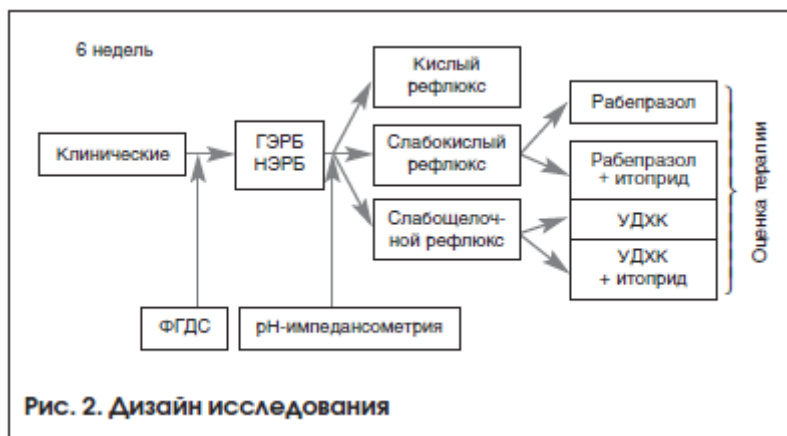 6 недель
Клинические
ГЭРБ
НЭРБ
Кислый
рефлюкс
Слабокислый
рефлюкс
Слабощелоч-
ной рефлюкс
Рабепразол
Рабепразол
+ итоприд
УДХК
УДХК
+ итоприд
Оценка терапии
ФГДС
рН-импедансометрия
Рис. 2. Дизайн исследования